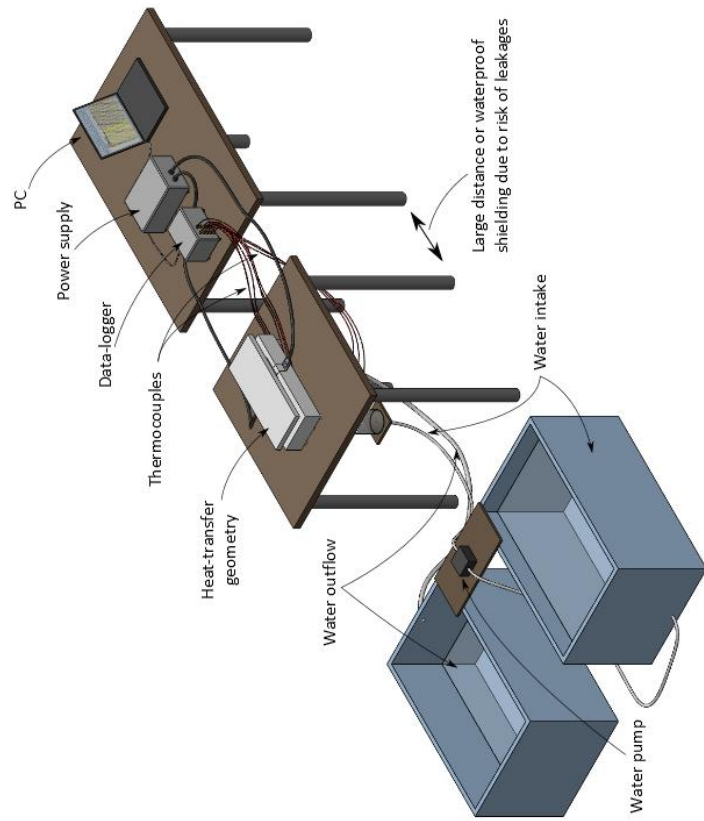 PC
Power supply
Data-logger
Thermocouples
Heat-transfer
geometry
Water outflow
Water pump
Large distance or waterproof
shielding due to risk of leakages
Water intake